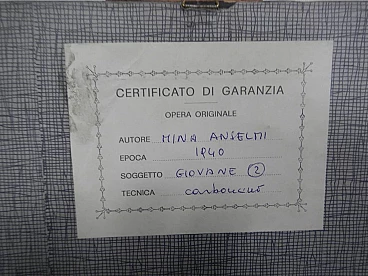 CERTIFICATO DI GARANZIA
OPERA ORIGINALE
AUTORE MINA ANSELMI
EPOCA 1940
SOGGETTO GIOVANE 2
TECNICA carboncino